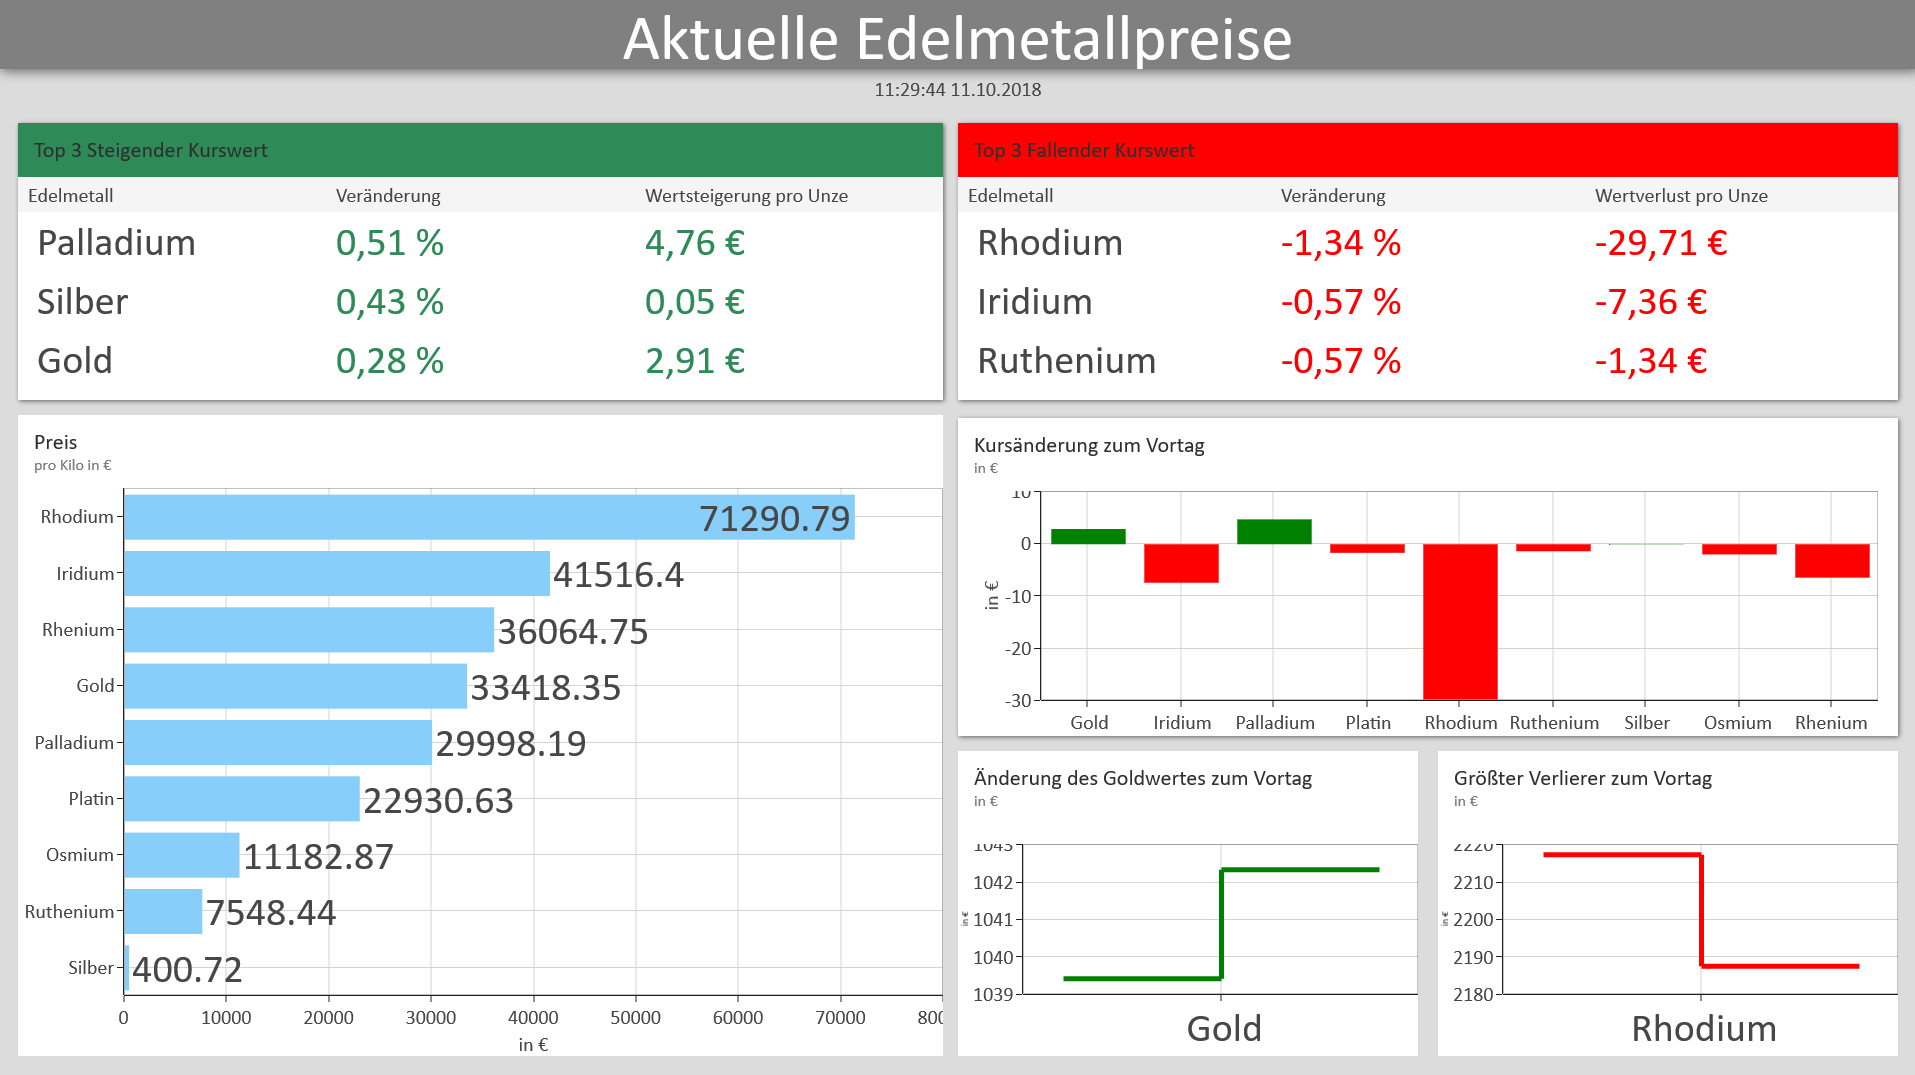 Aktuelle Edelmetallpreise
11:29:44 11.10.2018
Top 3 Steigender Kurswert
Edelmetall Veränderung Wertsteigerung pro Unze
Palladium 0,51 % 4,76 €
Silber 0,43 % 0,05 €
Gold 0,28 % 2,91 €
Top 3 Fallender Kurswert
Edelmetall Veränderung Wertverlust pro Unze
Rhodium -1,34 % -29,71 €
Iridium -0,57 % -7,36 €
Ruthenium -0,57 % -1,34 €
Preis
pro Kilo in €
Rhodium 71290.79
Iridium 41516.4
Rhenium 36064.75
Gold 33418.35
Palladium 29998.19
Platin 22930.63
Osmium 11182.87
Ruthenium 7548.44
Silber 400.72
0 10000 20000 30000 40000 50000 60000 70000 800
in €
Kursänderung zum Vortag
in €
10
0
-10
-20
-30
in €
Gold Iridium Palladium Platin Rhodium Ruthenium Silber Osmium Rhenium
Änderung des Goldwertes zum Vortag
in €
1043
1042
1041
1040
1039
in €
Gold
Größter Verlierer zum Vortag
in €
2220
2210
2200
2190
2180
in €
Rhodium